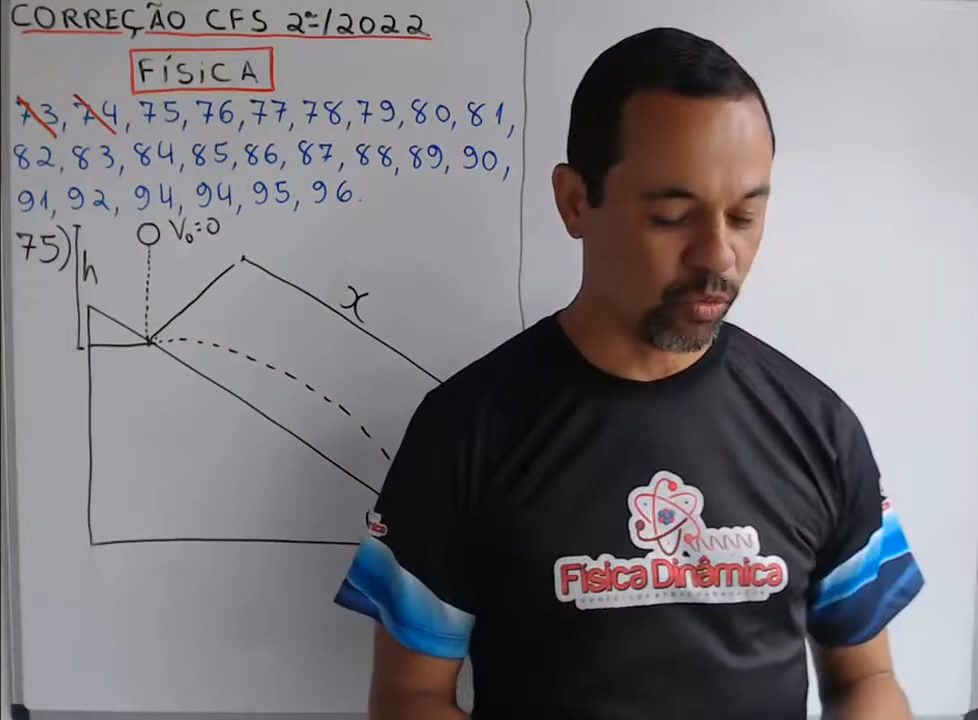 CORREÇÃO CFS 2º/2022
FÍSICA
73, 74, 75, 76, 77, 78, 79, 80, 81,
82, 83, 84, 85, 86, 87, 88, 89, 90,
91, 92, 94, 94, 95, 96.
75)
h
V₀=0
x
Física Dinâmica